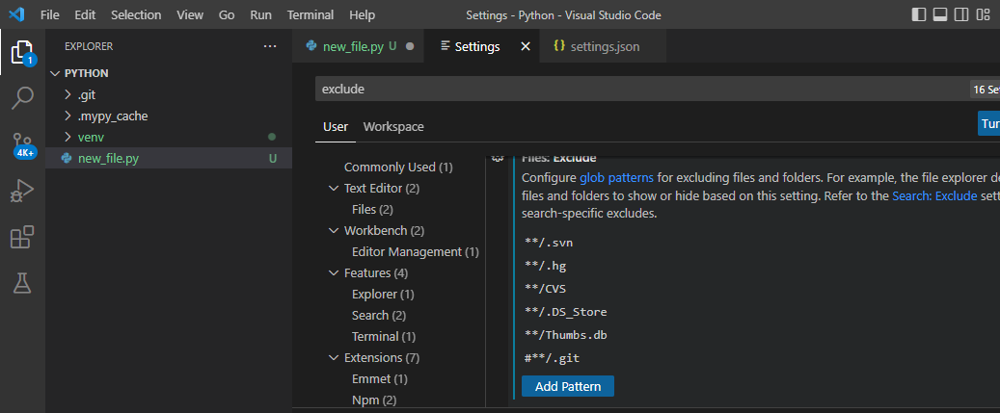 File Edit Selection View Go Run Terminal Help Settings - Python - Visual Studio Code
EXPLORER ...
new_file.py U Settings settings.json
PYTHON
.git
.mypy_cache
venv
new_file.py U
1
4K+
exclude
16 Se
User Workspace
Tur
Commonly Used (1)
Text Editor (2)
Files (2)
Workbench (2)
Editor Management (1)
Features (4)
Explorer (1)
Search (2)
Terminal (1)
Extensions (7)
Emmet (1)
Npm (2)
Files: Exclude
Configure glob patterns for excluding files and folders. For example, the file explorer de
files and folders to show or hide based on this setting. Refer to the Search: Exclude sett
search-specific excludes.
**/.svn
**/.hg
**/CVS
**/.DS_Store
**/Thumbs.db
#**/.git
Add Pattern